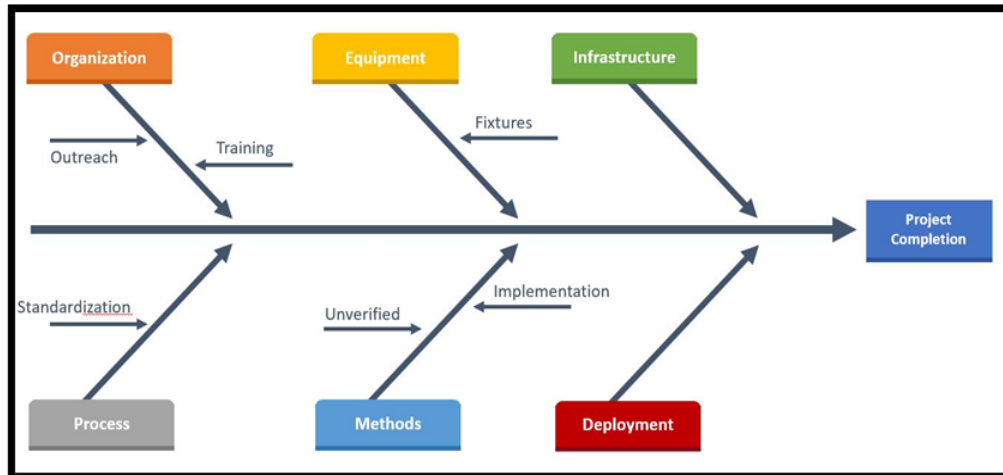 Organization
Equipment
Infrastructure
Outreach
Training
Fixtures
Project
Completion
Standardization
Unverified
Implementation
Process
Methods
Deployment